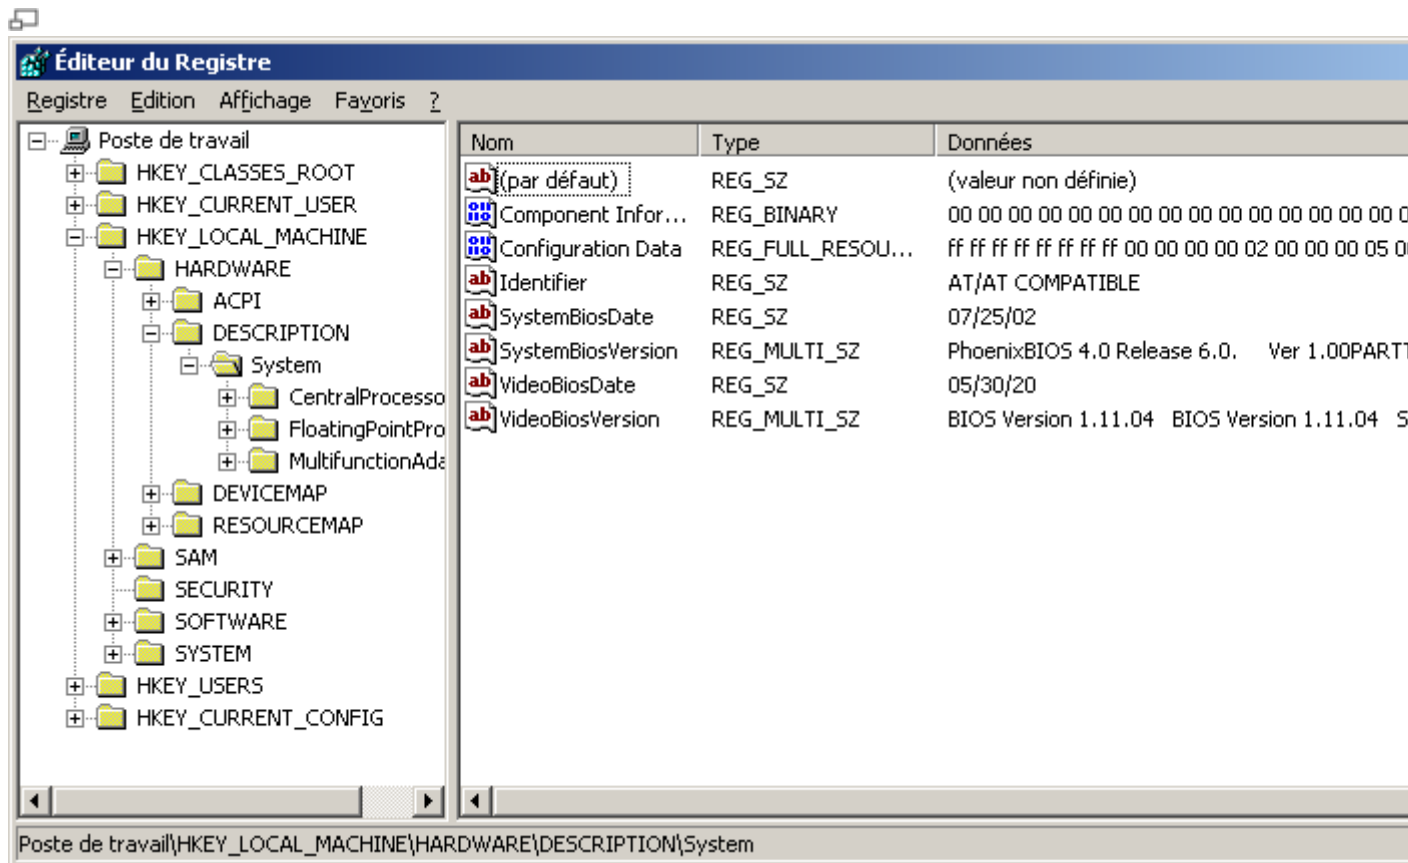 Éditeur du Registre
Registre Edition Affichage Favoris ?
Poste de travail
HKEY_CLASSES_ROOT
HKEY_CURRENT_USER
HKEY_LOCAL_MACHINE
HARDWARE
ACPI
DESCRIPTION
System
CentralProcesso
FloatingPointPro
MultifunctionAda
DEVICEMAP
RESOURCEMAP
SAM
SECURITY
SOFTWARE
SYSTEM
HKEY_USERS
HKEY_CURRENT_CONFIG
Nom Type Données
(par défaut) REG_SZ (valeur non définie)
Component Infor... REG_BINARY 00 00 00 00 00 00 00 00 00 00 00 00 00 00 00 0
Configuration Data REG_FULL_RESOU... ff ff ff ff ff ff ff ff 00 00 00 00 02 00 00 00 05 0
Identifier REG_SZ AT/AT COMPATIBLE
SystemBiosDate REG_SZ 07/25/02
SystemBiosVersion REG_MULTI_SZ PhoenixBIOS 4.0 Release 6.0. Ver 1.00PART
VideoBiosDate REG_SZ 05/30/20
VideoBiosVersion REG_MULTI_SZ BIOS Version 1.11.04 BIOS Version 1.11.04 S
Poste de travail\HKEY_LOCAL_MACHINE\HARDWARE\DESCRIPTION\System